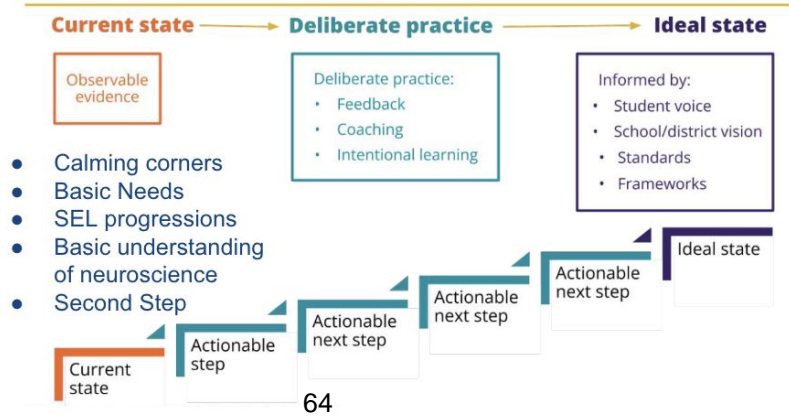 Current state
Deliberate practice
Ideal state
Observable
evidence
Deliberate practice:
• Feedback
• Coaching
• Intentional learning
Informed by:
• Student voice
• School/district vision
• Standards
• Frameworks
● Calming corners
● Basic Needs
● SEL progressions
● Basic understanding
of neuroscience
● Second Step
Current
state
Actionable
step
Actionable
next step
Actionable
next step
Actionable
next step
Ideal state
64